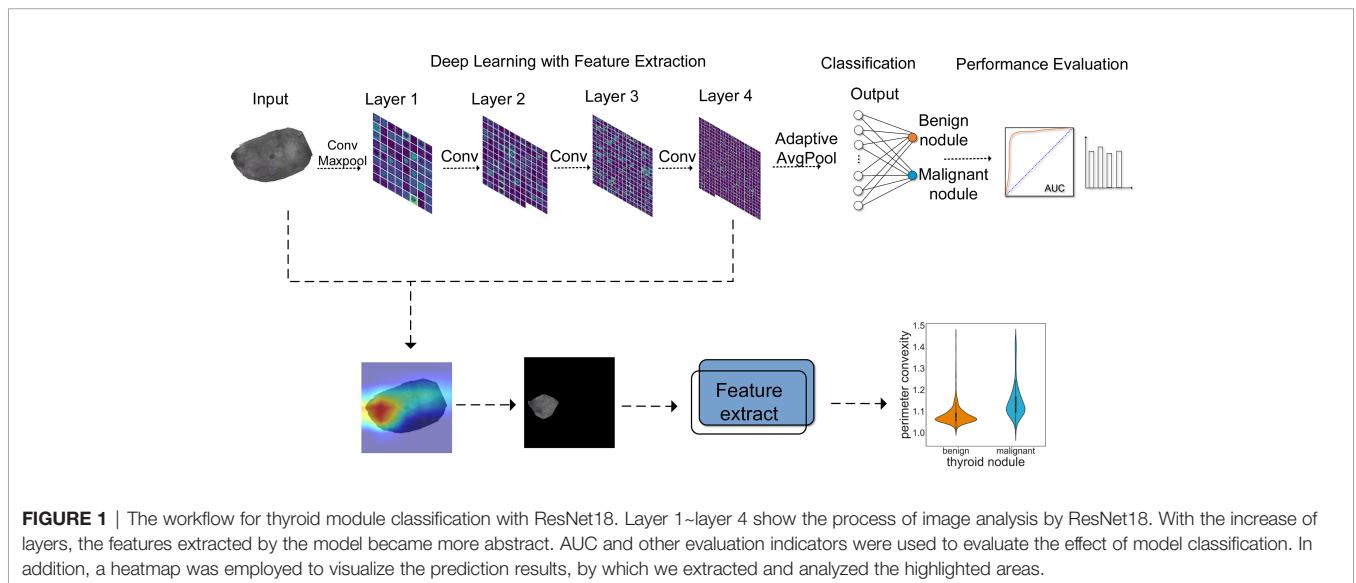 Deep Learning with Feature Extraction
Classification
Performance Evaluation
Input
Layer 1
Layer 2
Layer 3
Layer 4
Output
Conv
Maxpool
Conv
Conv
Conv
Adaptive
AvgPool
Benign
nodule
Malignant
nodule
AUC
Feature
extract
perimeter convexity
1.5
1.4
1.3
1.2
1.1
1.0
benign
malignant
thyroid nodule
FIGURE 1 | The workflow for thyroid module classification with ResNet18. Layer 1~layer 4 show the process of image analysis by ResNet18. With the increase of
layers, the features extracted by the model became more abstract. AUC and other evaluation indicators were used to evaluate the effect of model classification. In
addition, a heatmap was employed to visualize the prediction results, by which we extracted and analyzed the highlighted areas.